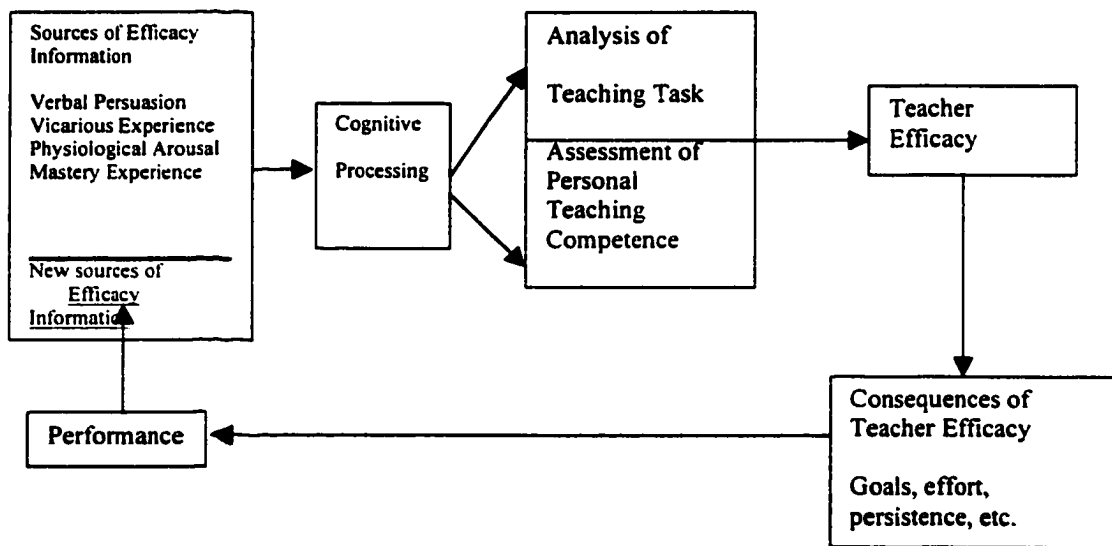 Sources of Efficacy
Information
Verbal Persuasion
Vicarious Experience
Physiological Arousal
Mastery Experience
New sources of
Efficacy
Information
Cognitive
Processing
Analysis of
Teaching Task
Assessment of
Personal
Teaching
Competence
Teacher
Efficacy
Consequences of
Teacher Efficacy
Goals, effort,
persistence, etc.
Performance